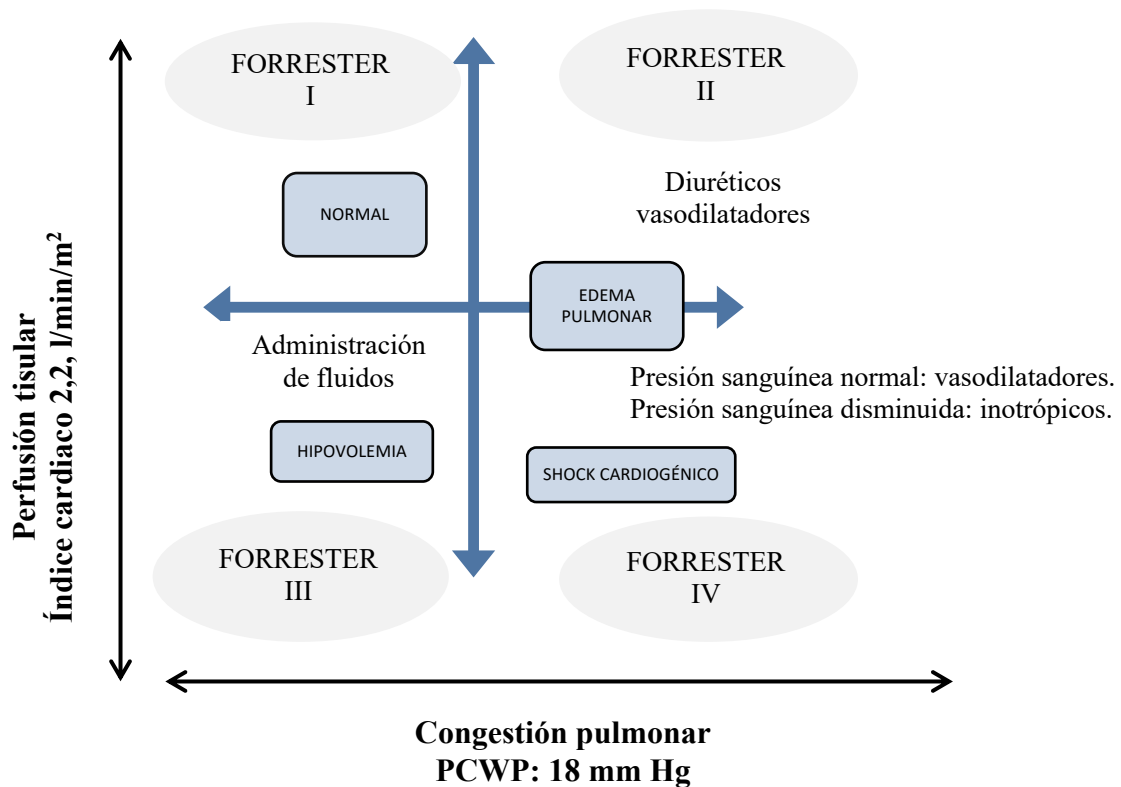 FORRESTER
I
FORRESTER
II
NORMAL
Diuréticos
vasodilatadores
EDEMA
PULMONAR
Administración
de fluidos
Presión sanguínea normal: vasodilatadores.
Presión sanguínea disminuida: inotrópicos.
HIPOVOLEMIA
SHOCK CARDIOGÉNICO
FORRESTER
III
FORRESTER
IV
Perfusión tisular
Índice cardiaco 2,2, l/min/m²
Congestión pulmonar
PCWP: 18 mm Hg